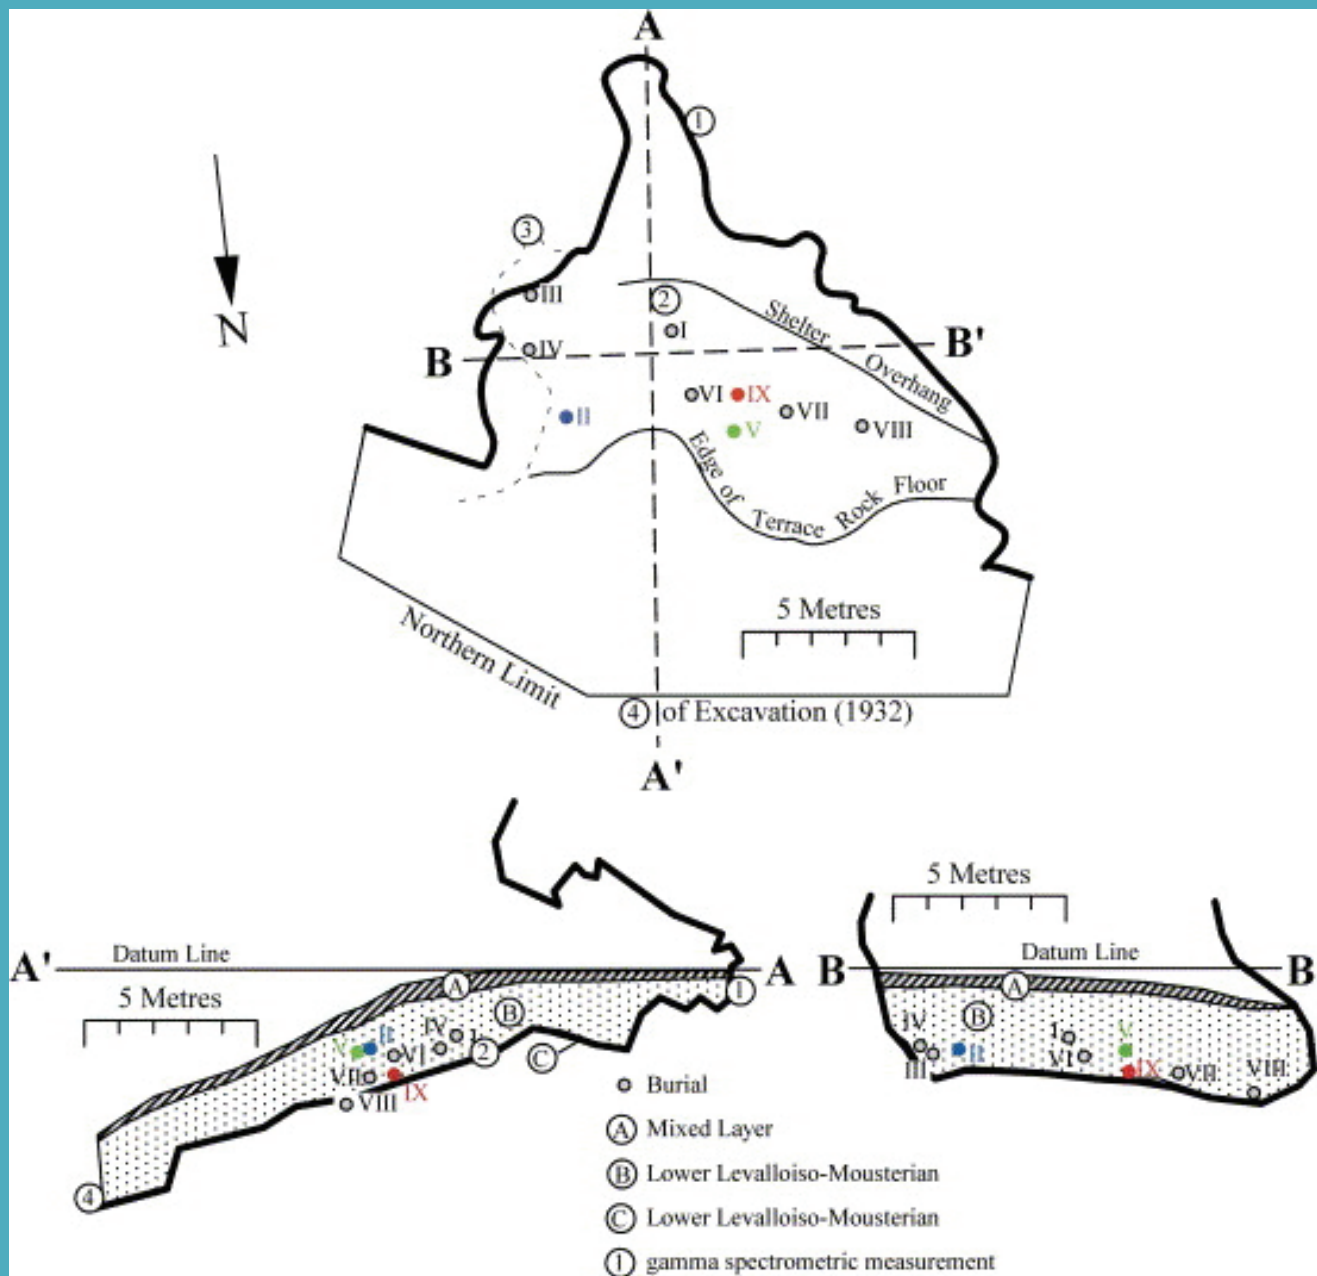 A
1
3
N
III
2
Shelter
I
B
IV
B'
Overhang
VI
IX
VII
II
V
VIII
Edge of
Terrace
Rock
Floor
5 Metres
Northern Limit
4
of Excavation (1932)
A'
5 Metres
A'
Datum Line
A
B
Datum Line
B
5 Metres
A
1
A
B
B
IV
I
IV
I
V
II
VI
2
II
V
VI
C
III
VII
IX
IX
VII
VIII
VIII
4
Burial
A Mixed Layer
B Lower Levalloiso-Mousterian
C Lower Levalloiso-Mousterian
1 gamma spectrometric measurement